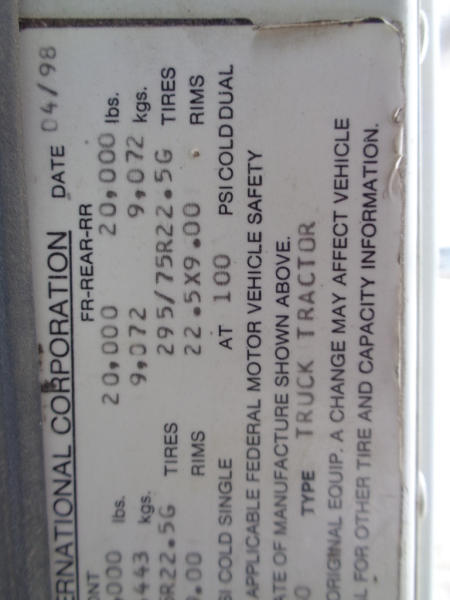 ERNATIONAL CORPORATION DATE 04/98
ONT FR-REAR-RR
000 lbs. 20,000 20,000 lbs.
443 kgs. 9,072 9,072 kgs.
R22.5G TIRES 295/75R22.5G TIRES
.00 RIMS 22.5X9.00 RIMS
SI COLD SINGLE AT 100 PSI COLD DUAL
APPLICABLE FEDERAL MOTOR VEHICLE SAFETY
ATE OF MANUFACTURE SHOWN ABOVE.
0 TYPE TRUCK TRACTOR
ORIGINAL EQUIP. A CHANGE MAY AFFECT VEHICLE
L FOR OTHER TIRE AND CAPACITY INFORMATION.